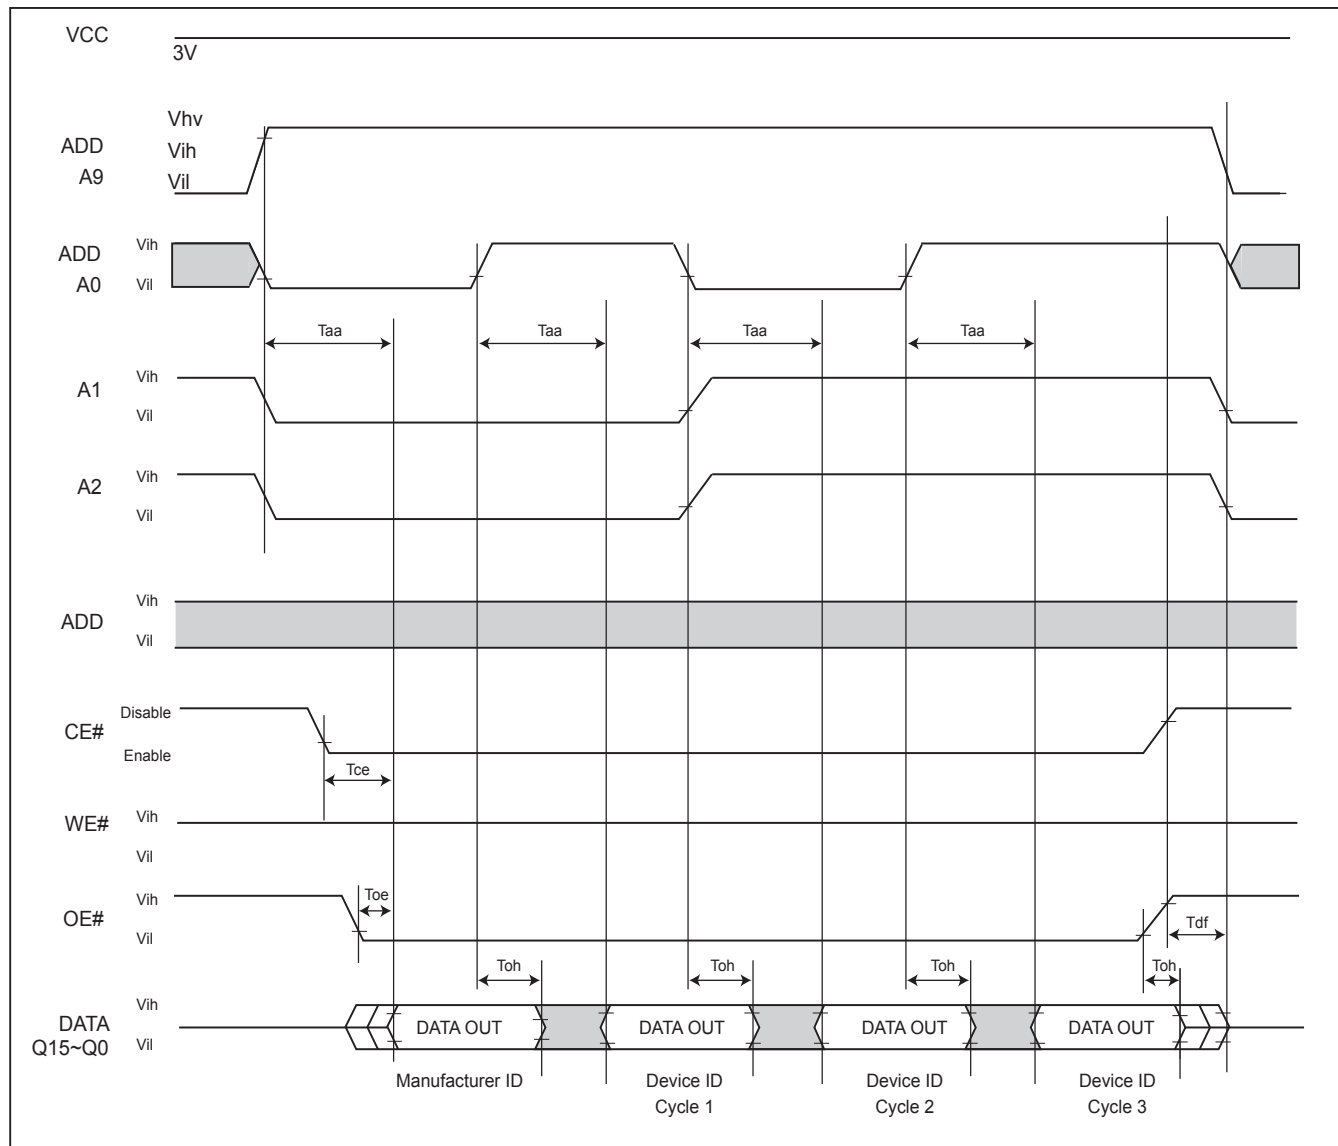 VCC
3V
ADD
A9
Vhv
Vih
Vil
ADD
A0
Vih
Vil
Taa
Taa
Taa
Taa
A1
Vih
Vil
A2
Vih
Vil
ADD
Vih
Vil
CE#
Disable
Enable
Tce
WE#
Vih
Vil
OE#
Vih
Vil
Toe
Tdf
Toh
Toh
Toh
Toh
DATA
Q15~Q0
Vih
Vil
DATA OUT
DATA OUT
DATA OUT
DATA OUT
Manufacturer ID
Device ID
Cycle 1
Device ID
Cycle 2
Device ID
Cycle 3